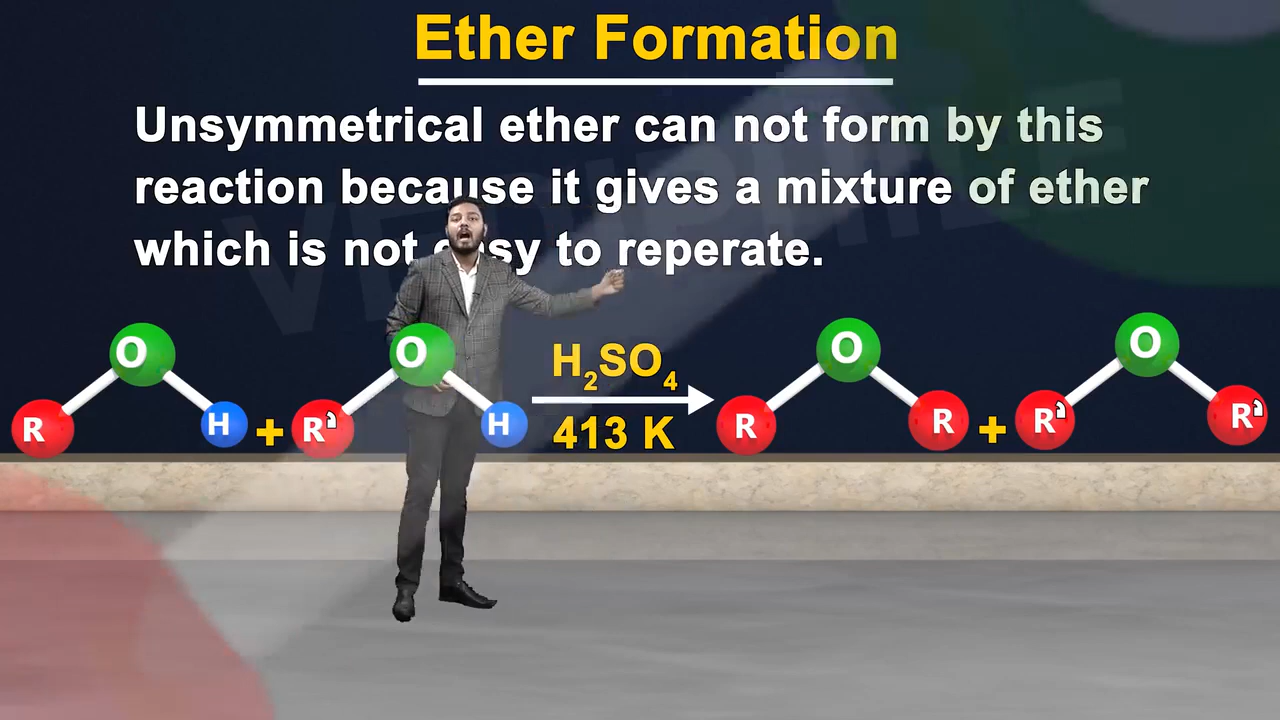 Ether Formation
Unsymmetrical ether can not form by this
reaction because it gives a mixture of ether
which is not easy to reperate.
O O H₂SO₄ O O
R H + R' H 413 K R R + R' R'